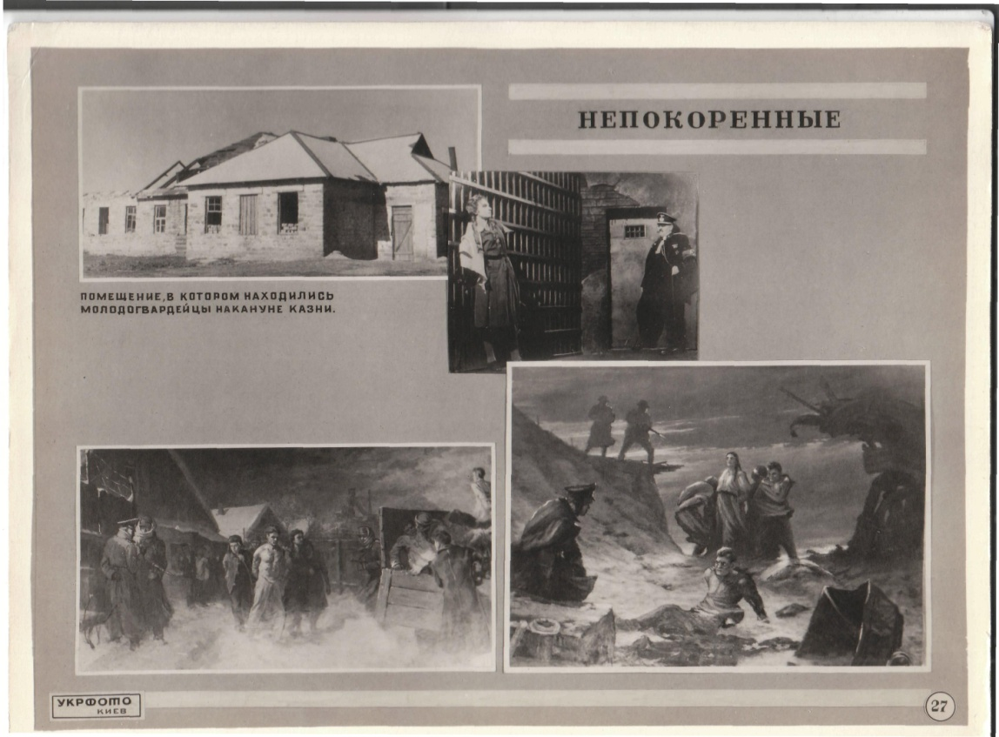 НЕПОКОРЕННЫЕ
ПОМЕЩЕНИЕ, В КОТОРОМ НАХОДИЛИСЬ
МОЛОДОГВАРДЕЙЦЫ НАКАНУНЕ КАЗНИ.
УКРФОТО
КИЕВ
27